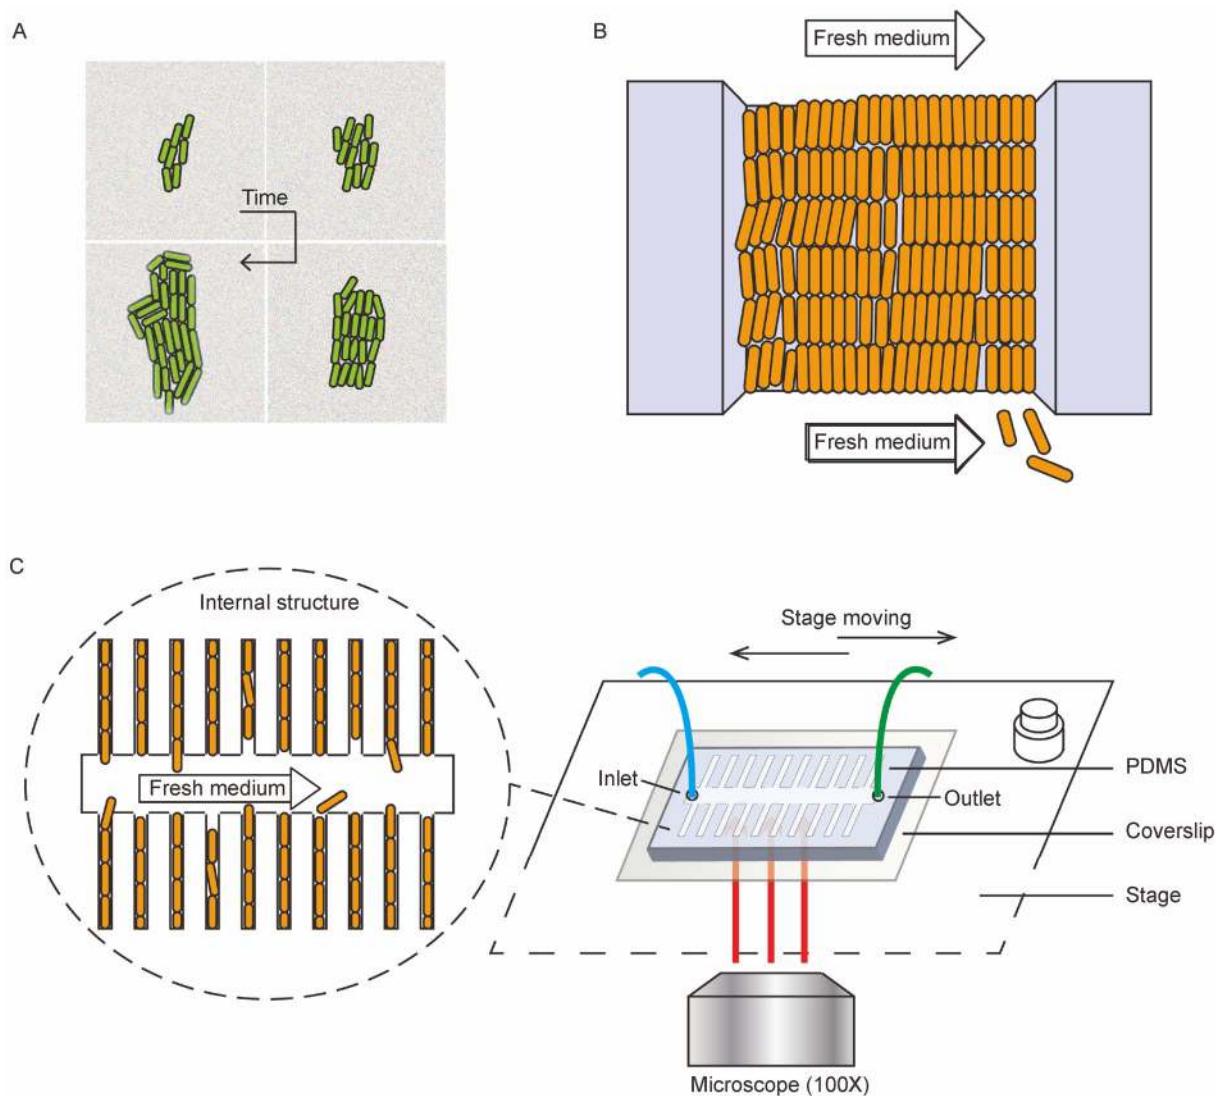 A
B
Fresh medium
Time
Fresh medium
C
Internal structure
Fresh medium
Stage moving
Inlet
Outlet
PDMS
Coverslip
Stage
Microscope (100X)